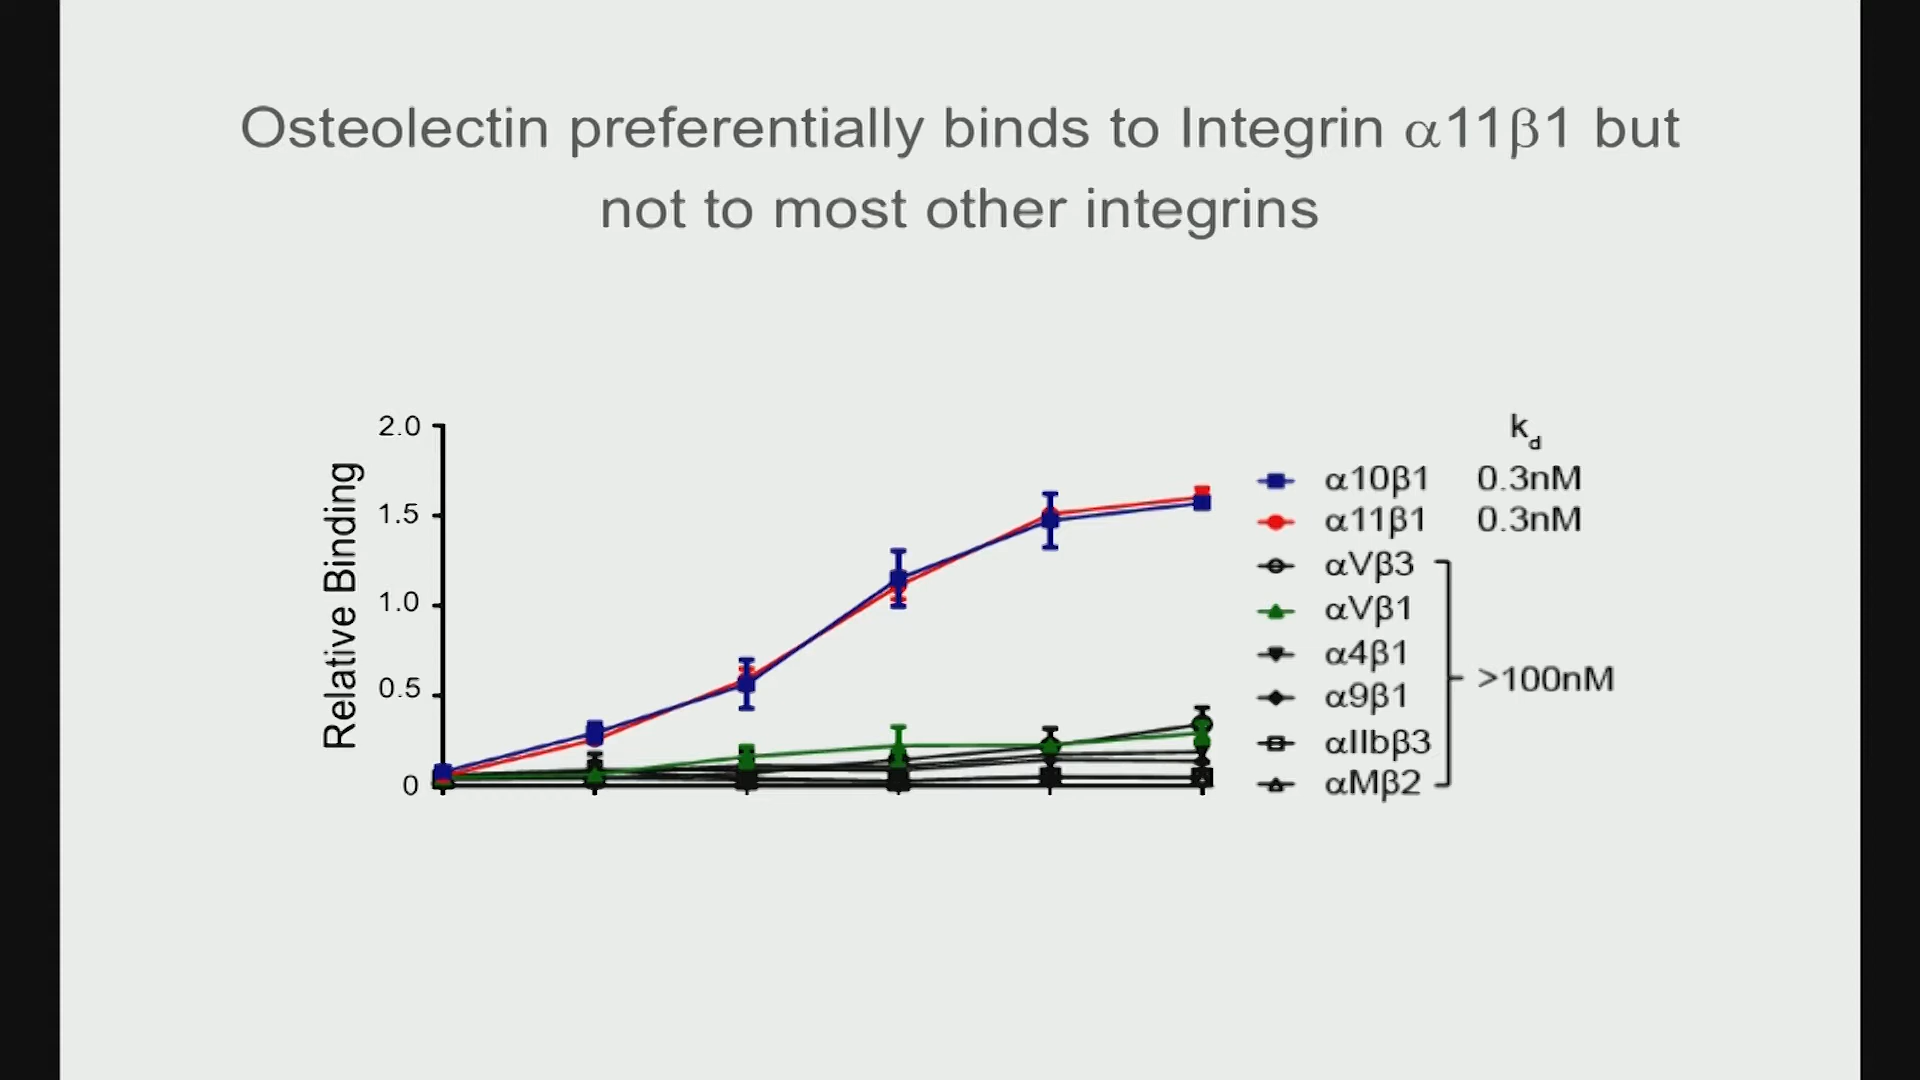 Osteolectin preferentially binds to Integrin α11β1 but
not to most other integrins
Relative Binding
2.0
1.5
1.0
0.5
0
kd
α10β1 0.3nM
α11β1 0.3nM
αVβ3
αVβ1
α4β1
α9β1
αIIbβ3
αMβ2
>100nM